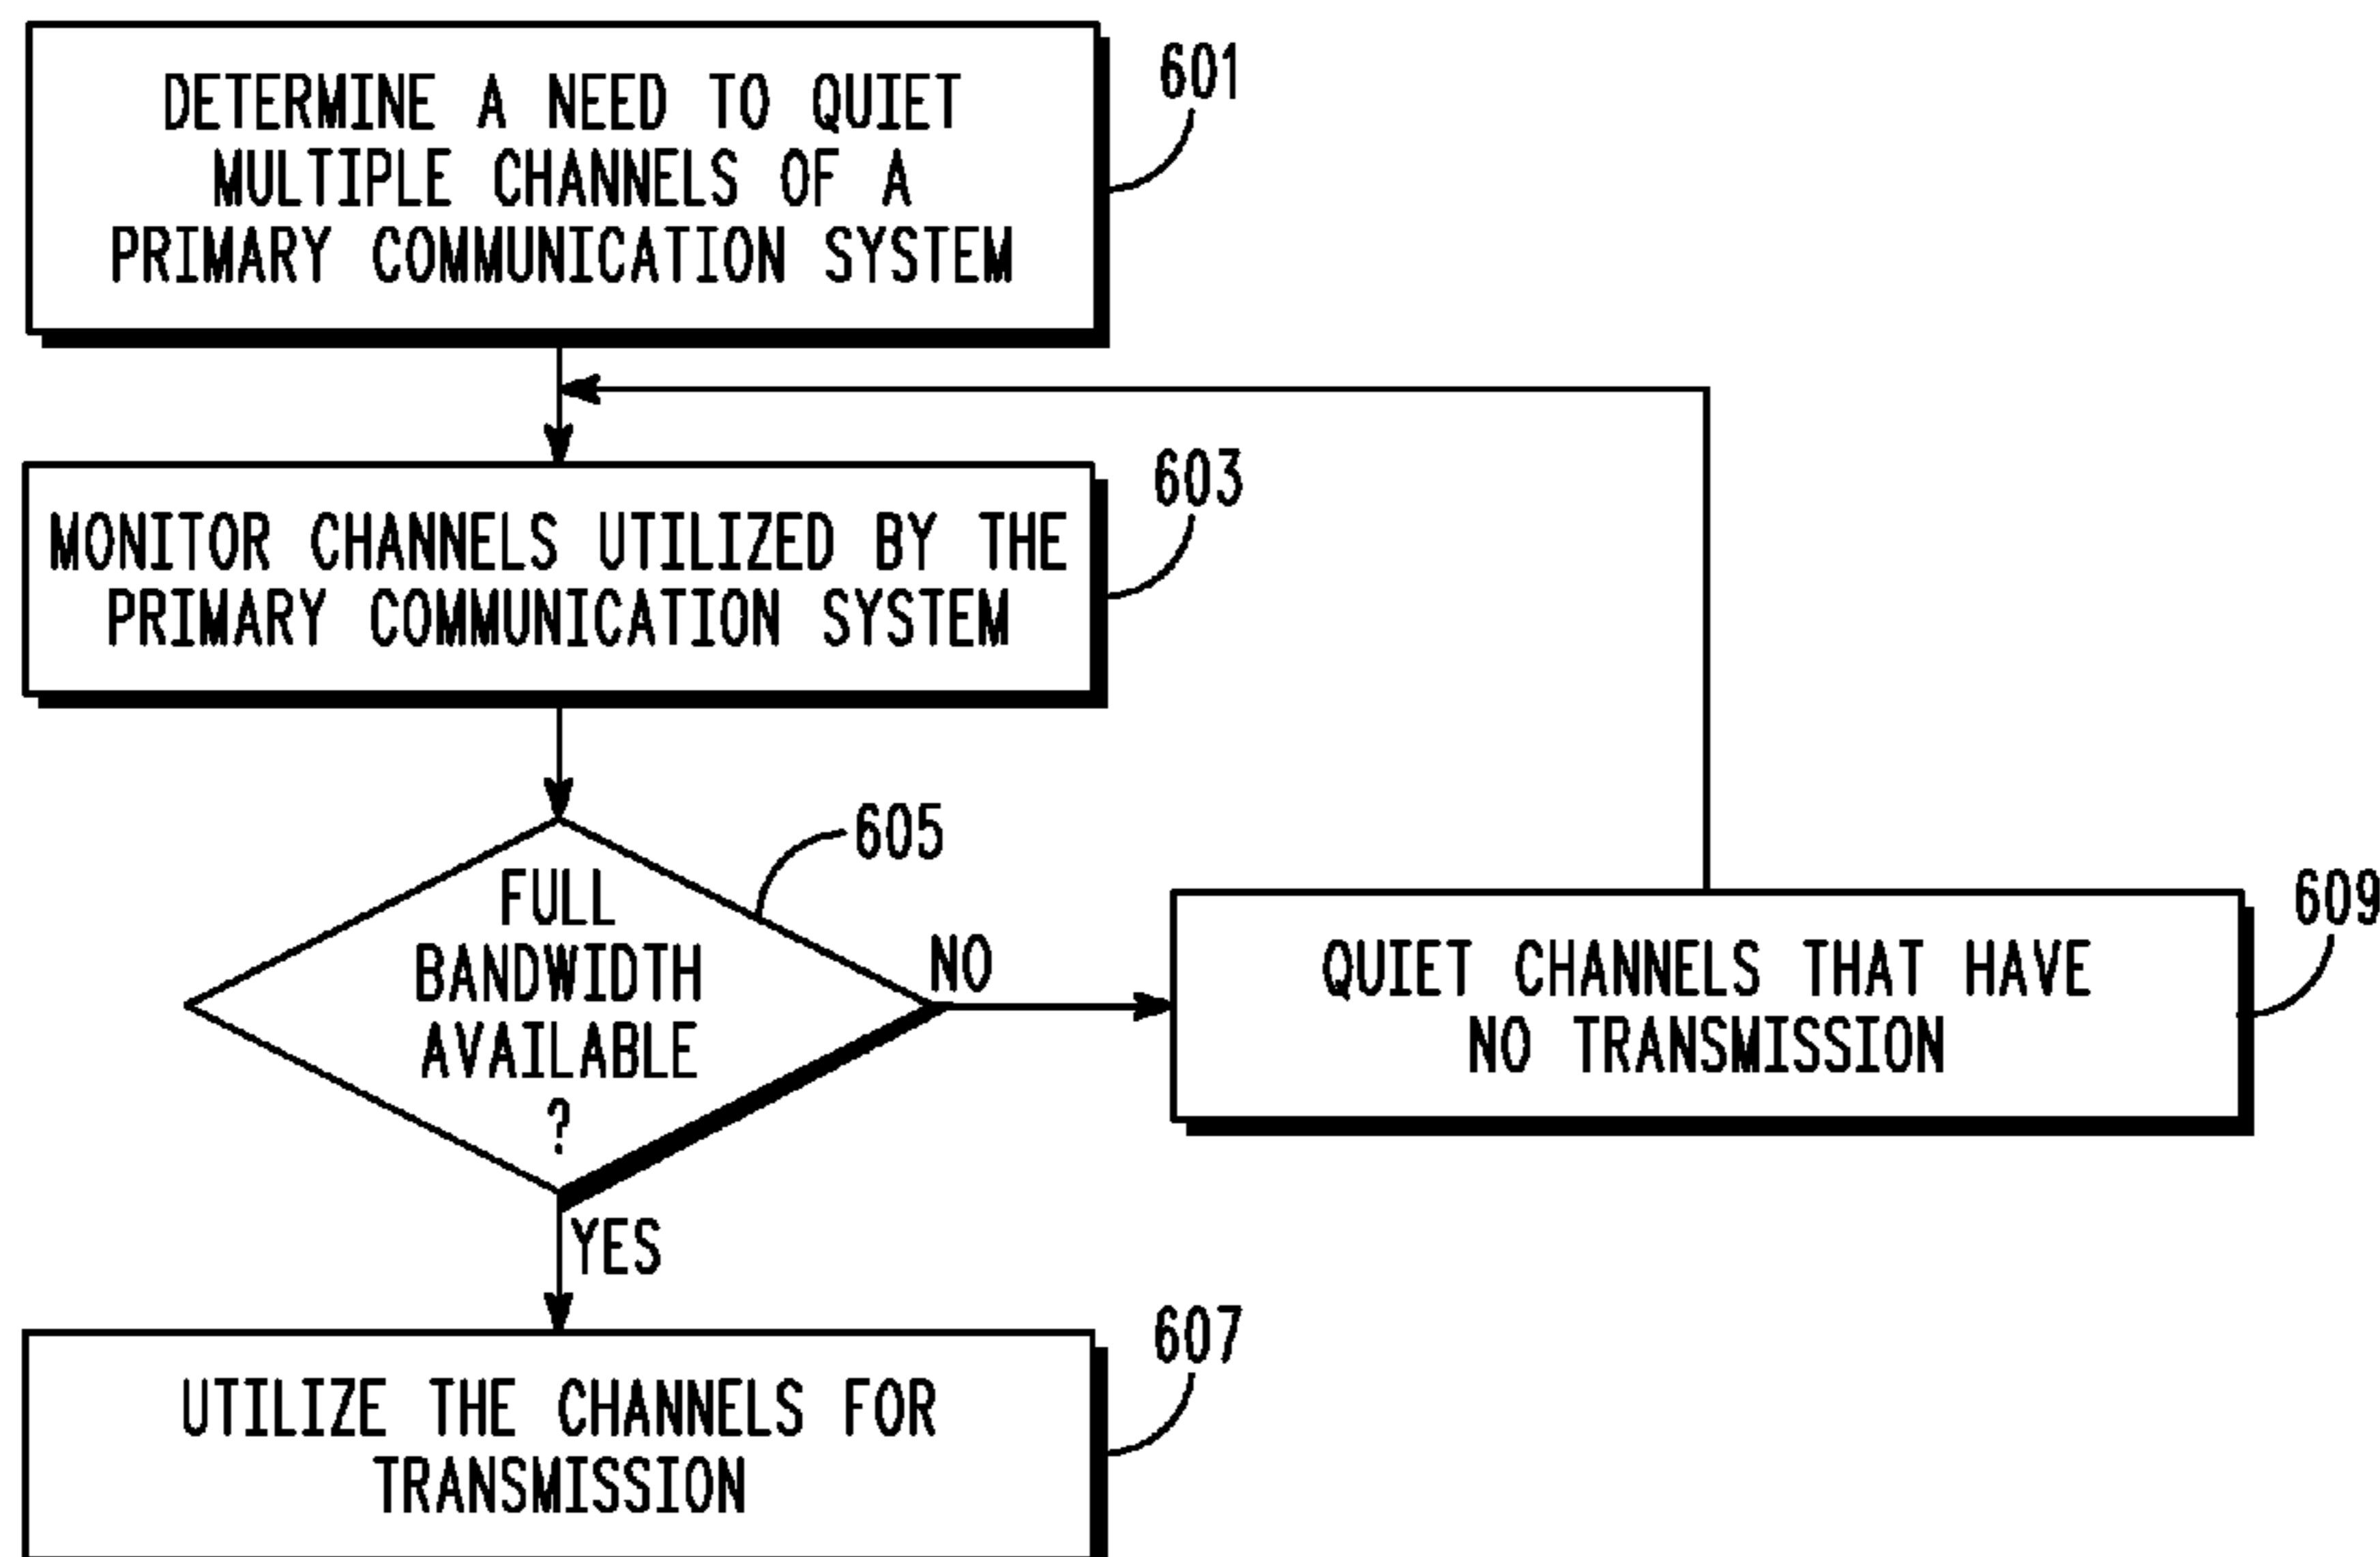 DETERMINE A NEED TO QUIET
MULTIPLE CHANNELS OF A
PRIMARY COMMUNICATION SYSTEM
601
MONITOR CHANNELS UTILIZED BY THE
PRIMARY COMMUNICATION SYSTEM
603
FULL
BANDWIDTH
AVAILABLE
?
605
NO
QUIET CHANNELS THAT HAVE
NO TRANSMISSION
609
YES
UTILIZE THE CHANNELS FOR
TRANSMISSION
607